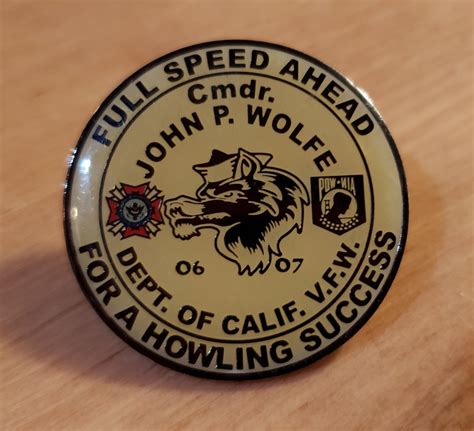 FULL SPEED AHEAD
Cmdr.
JOHN P. WOLFE
POW-MIA
06 07
DEPT. OF CALIF. V.F.W.
FOR A HOWLING SUCCESS